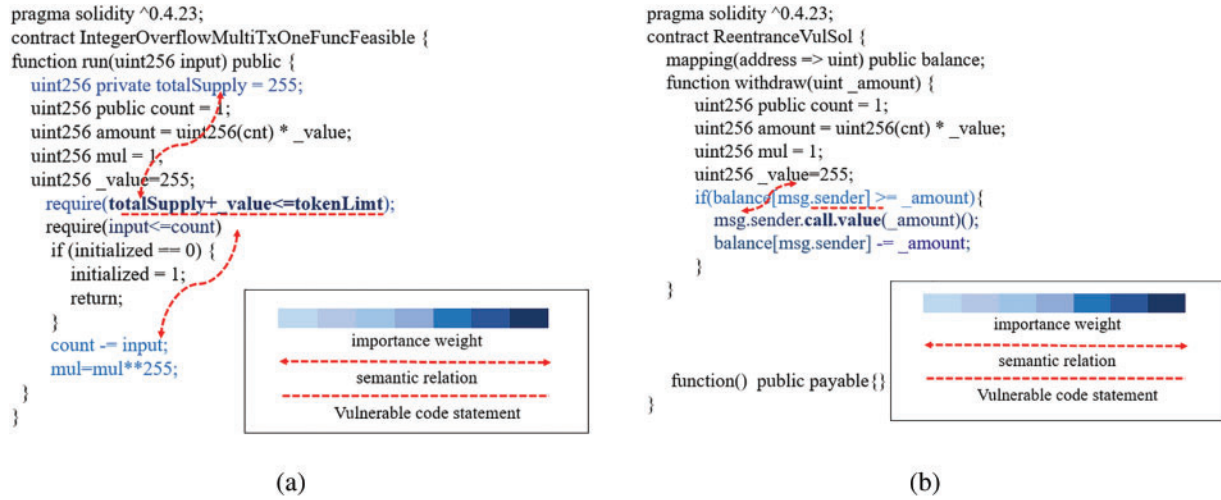 pragma solidity ^0.4.23;
contract IntegerOverflowMultiTxOneFuncFeasible {
function run(uint256 input) public {
uint256 private totalSupply = 255;
uint256 public count = 1;
uint256 amount = uint256(cnt) * _value;
uint256 mul = 1;
uint256 _value=255;
require(totalSupply+_value<=tokenLimt);
require(input<=count)
if (initialized == 0) {
initialized = 1;
return;
}
count -= input;
mul=mul**255;
}
}
importance weight
semantic relation
Vulnerable code statement
(a)
pragma solidity ^0.4.23;
contract ReentranceVulSol {
mapping(address => uint) public balance;
function withdraw(uint _amount) {
uint256 public count = 1;
uint256 amount = uint256(cnt) * _value;
uint256 mul = 1;
uint256 _value=255;
if(balance[msg.sender] >= _amount){
msg.sender.call.value(_amount)();
balance[msg.sender] -= _amount;
}
}
function() public payable{}
}
importance weight
semantic relation
Vulnerable code statement
(b)